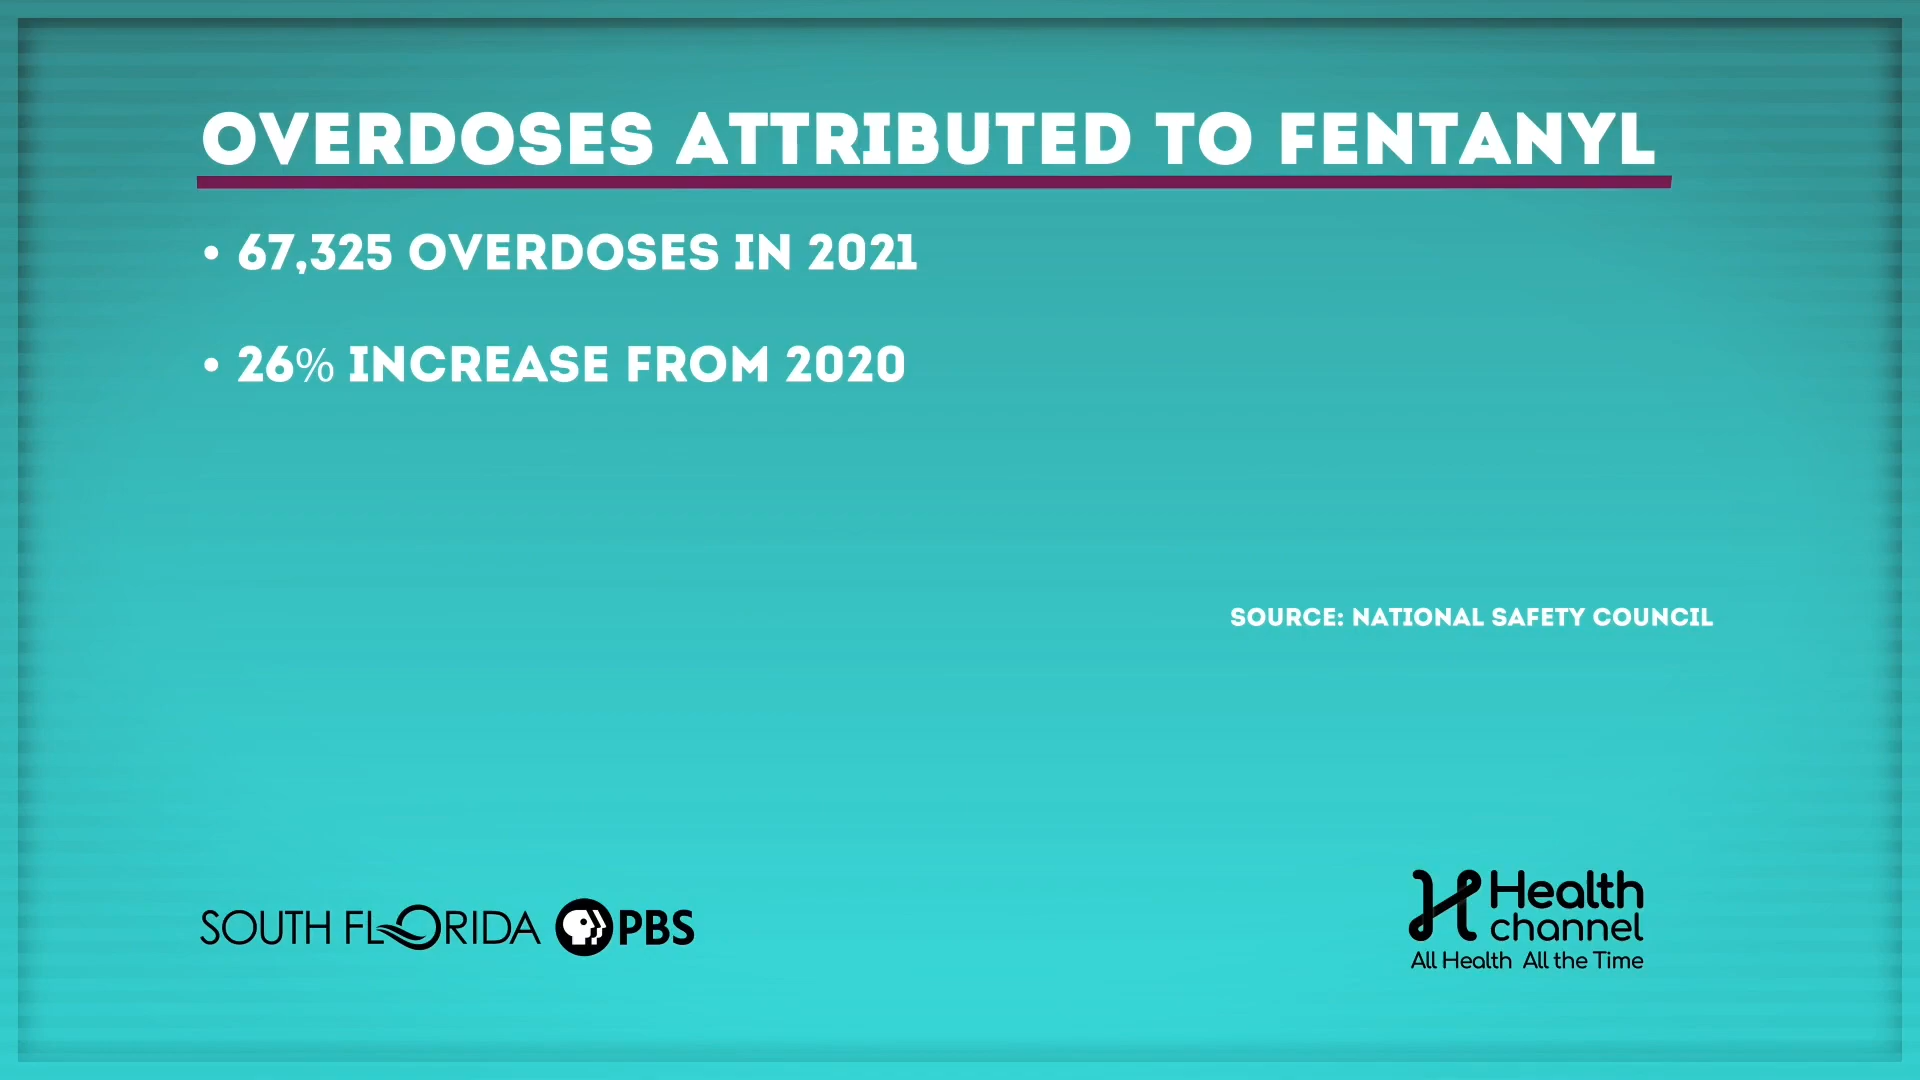 OVERDOSES ATTRIBUTED TO FENTANYL
• 67,325 OVERDOSES IN 2021
• 26% INCREASE FROM 2020
SOURCE: NATIONAL SAFETY COUNCIL
SOUTH FLORIDA PBS
Health
channel
All Health All the Time